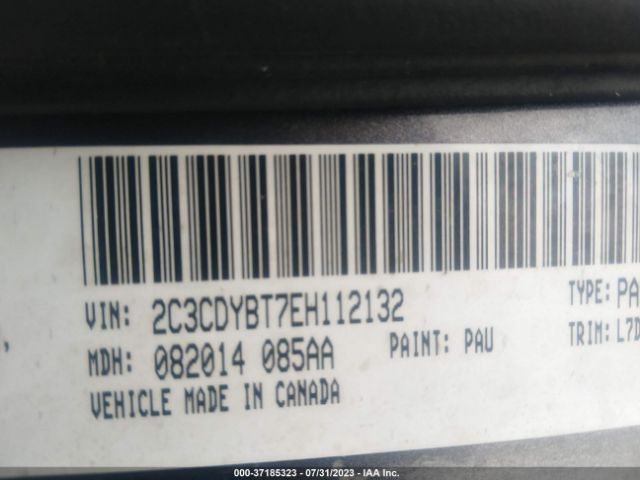 VIN: 2C3CDYBT7EH112132 TYPE: PA
MDH: 082014 085AA PAINT: PAU TRIM: L7D
VEHICLE MADE IN CANADA
000-37185323 - 07/31/2023 - IAA Inc.